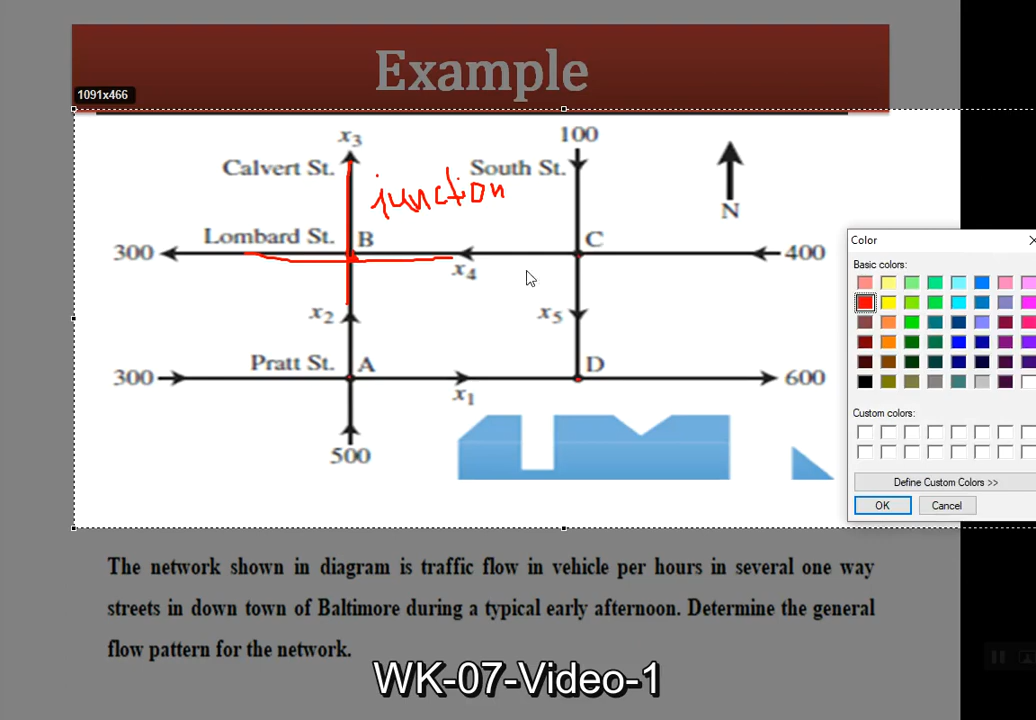 Example
1091x466
x3
100
Calvert St.
South St.
junction
N
Lombard St.
B
C
300
400
x4
x2
x5
Pratt St.
A
D
300
600
x1
500
Color
Basic colors:
Custom colors:
Define Custom Colors >>
OK
Cancel
The network shown in diagram is traffic flow in vehicle per hours in several one way
streets in down town of Baltimore during a typical early afternoon. Determine the general
flow pattern for the network.
WK-07-Video-1